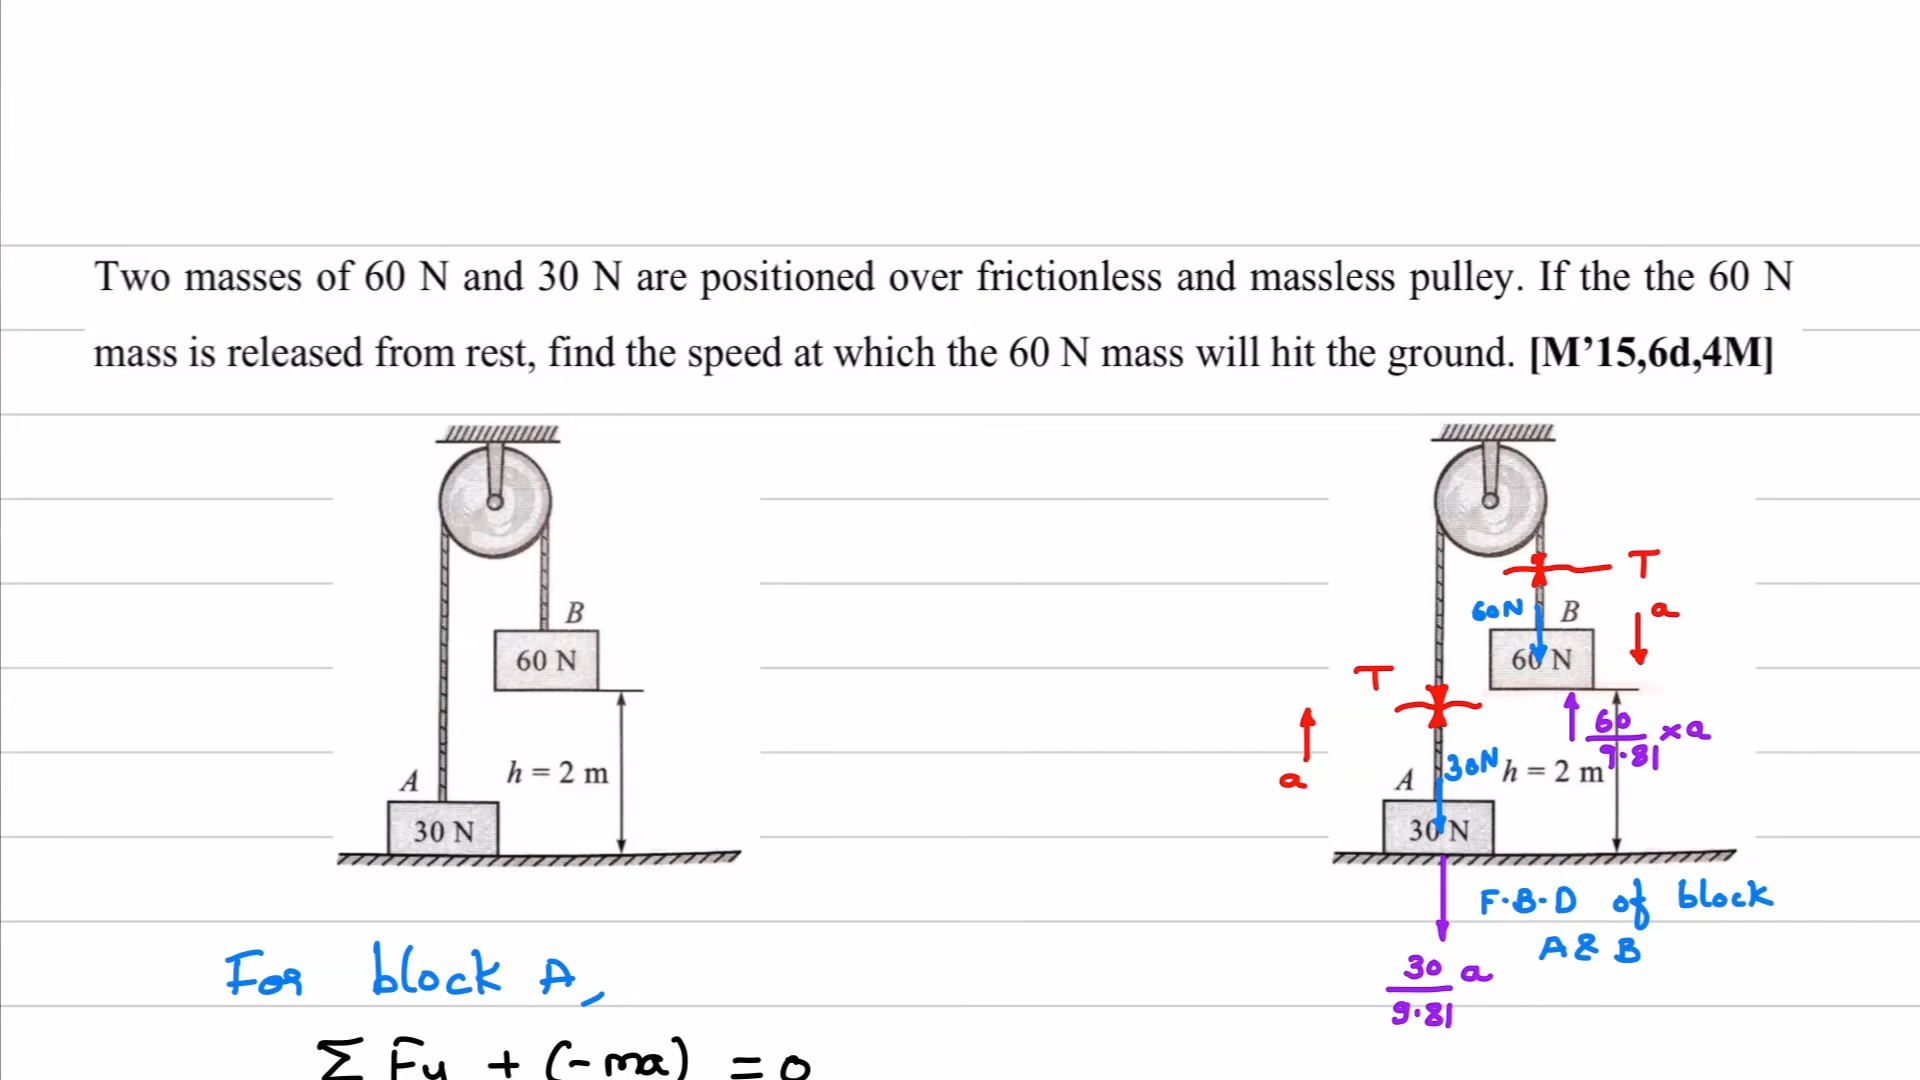 Two masses of 60 N and 30 N are positioned over frictionless and massless pulley. If the the 60 N
mass is released from rest, find the speed at which the 60 N mass will hit the ground. [M’15,6d,4M]
B
60 N
h = 2 m
A
30 N
T
60N
B
a
60 N
T
60/9.81 × a
a
30N
h = 2 m
A
30 N
F.B.D of block
A & B
30/9.81 a
For block A,
Σ Fy + (-ma) = 0